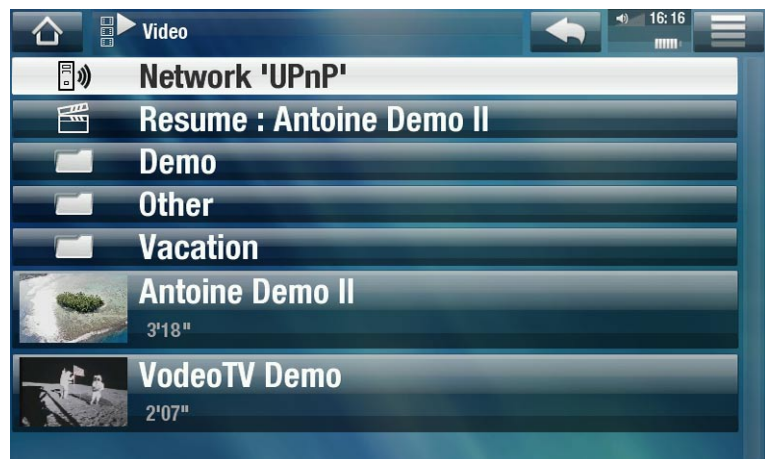 Video
16:16
Network 'UPnP'
Resume : Antoine Demo II
Demo
Other
Vacation
Antoine Demo II
3'18"
VodeoTV Demo
2'07"